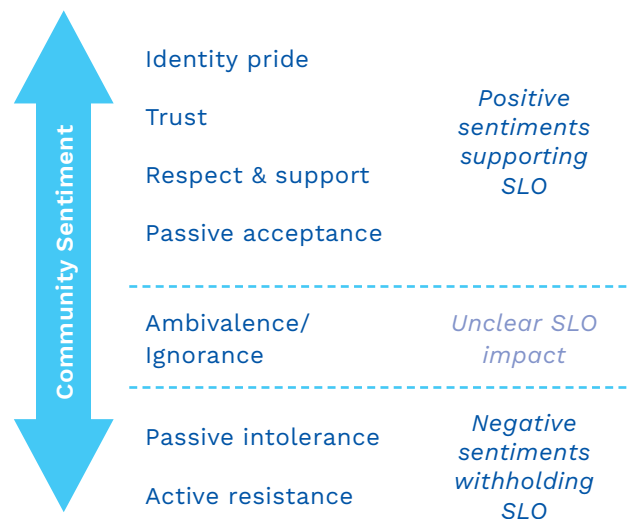 Community Sentiment
Identity pride
Trust
Respect & support
Passive acceptance
Positive
sentiments
supporting
SLO
Ambivalence/
Ignorance
Unclear SLO
impact
Passive intolerance
Active resistance
Negative
sentiments
withholding
SLO